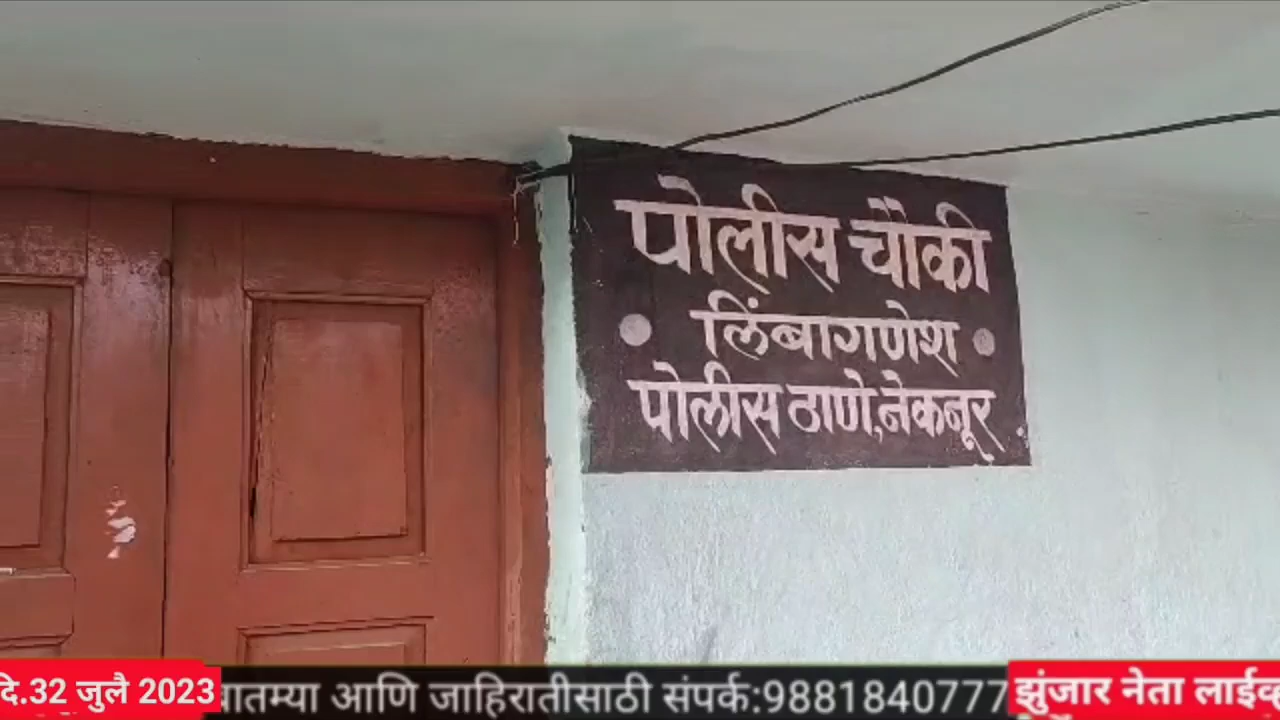 पोलीस चौकी
लिंबागणेश
पोलीस ठाणे,नेकनूर
दि.32 जुलै 2023
बातम्या आणि जाहिरातीसाठी संपर्क:9881840777
झुंजार नेता लाईव्ह